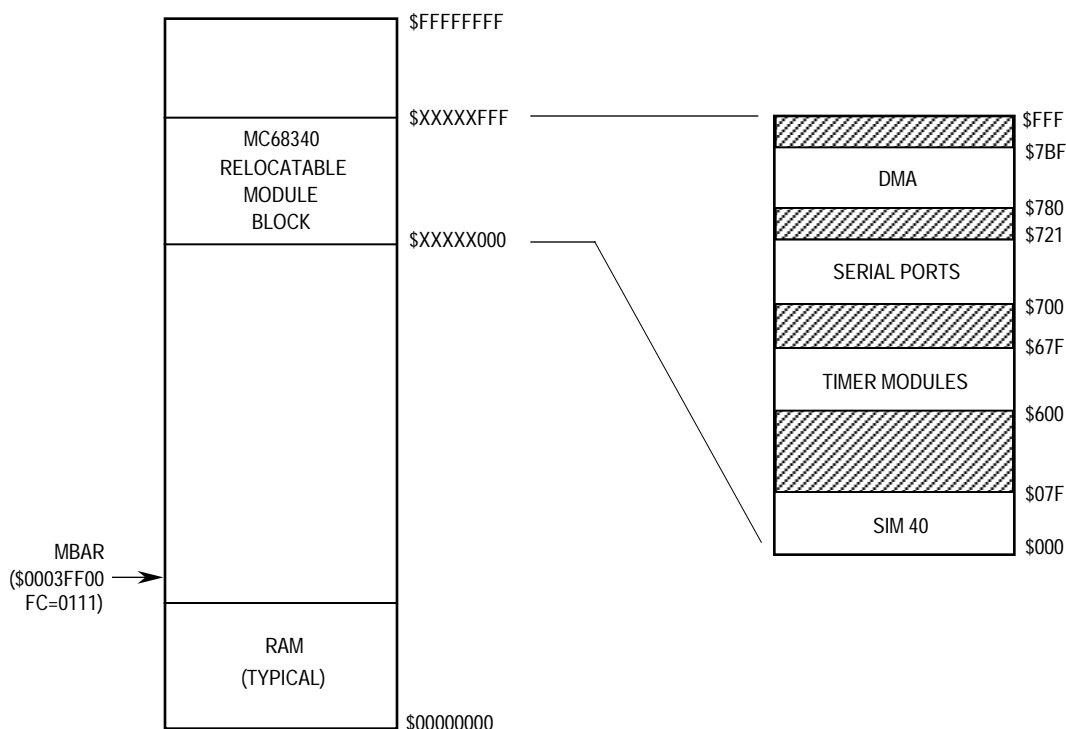 $FFFFFFFF
$XXXXXFFF
MC68340
RELOCATABLE
MODULE
BLOCK
$XXXXX000
MBAR
($0003FF00
FC=0111)
RAM
(TYPICAL)
$00000000
$FFF
$7BF
DMA
$780
$721
SERIAL PORTS
$700
$67F
TIMER MODULES
$600
$07F
SIM 40
$000